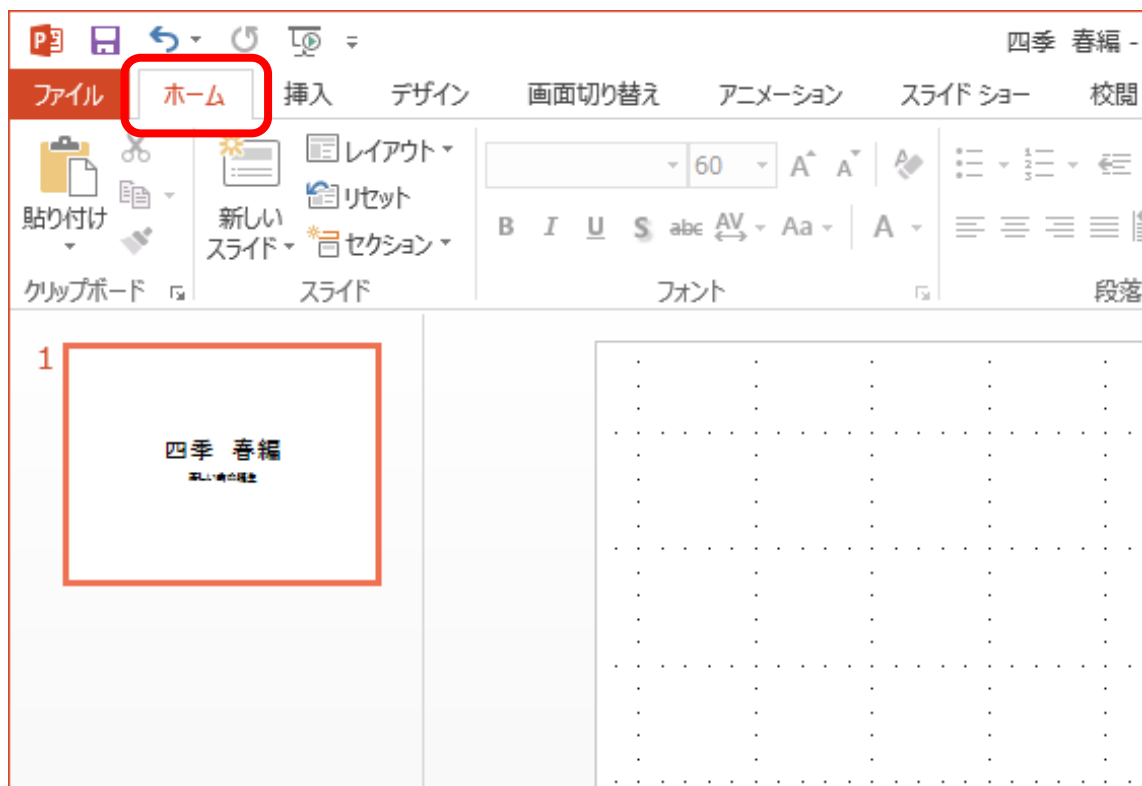 四季 春編 -
ファイル ホーム 挿入 デザイン 画面切り替え アニメーション スライド ショー 校閲
貼り付け
新しい
スライド
レイアウト
リセット
セクション
60
B I U S abc AV Aa A
クリップボード スライド フォント 段落
1
四季 春編